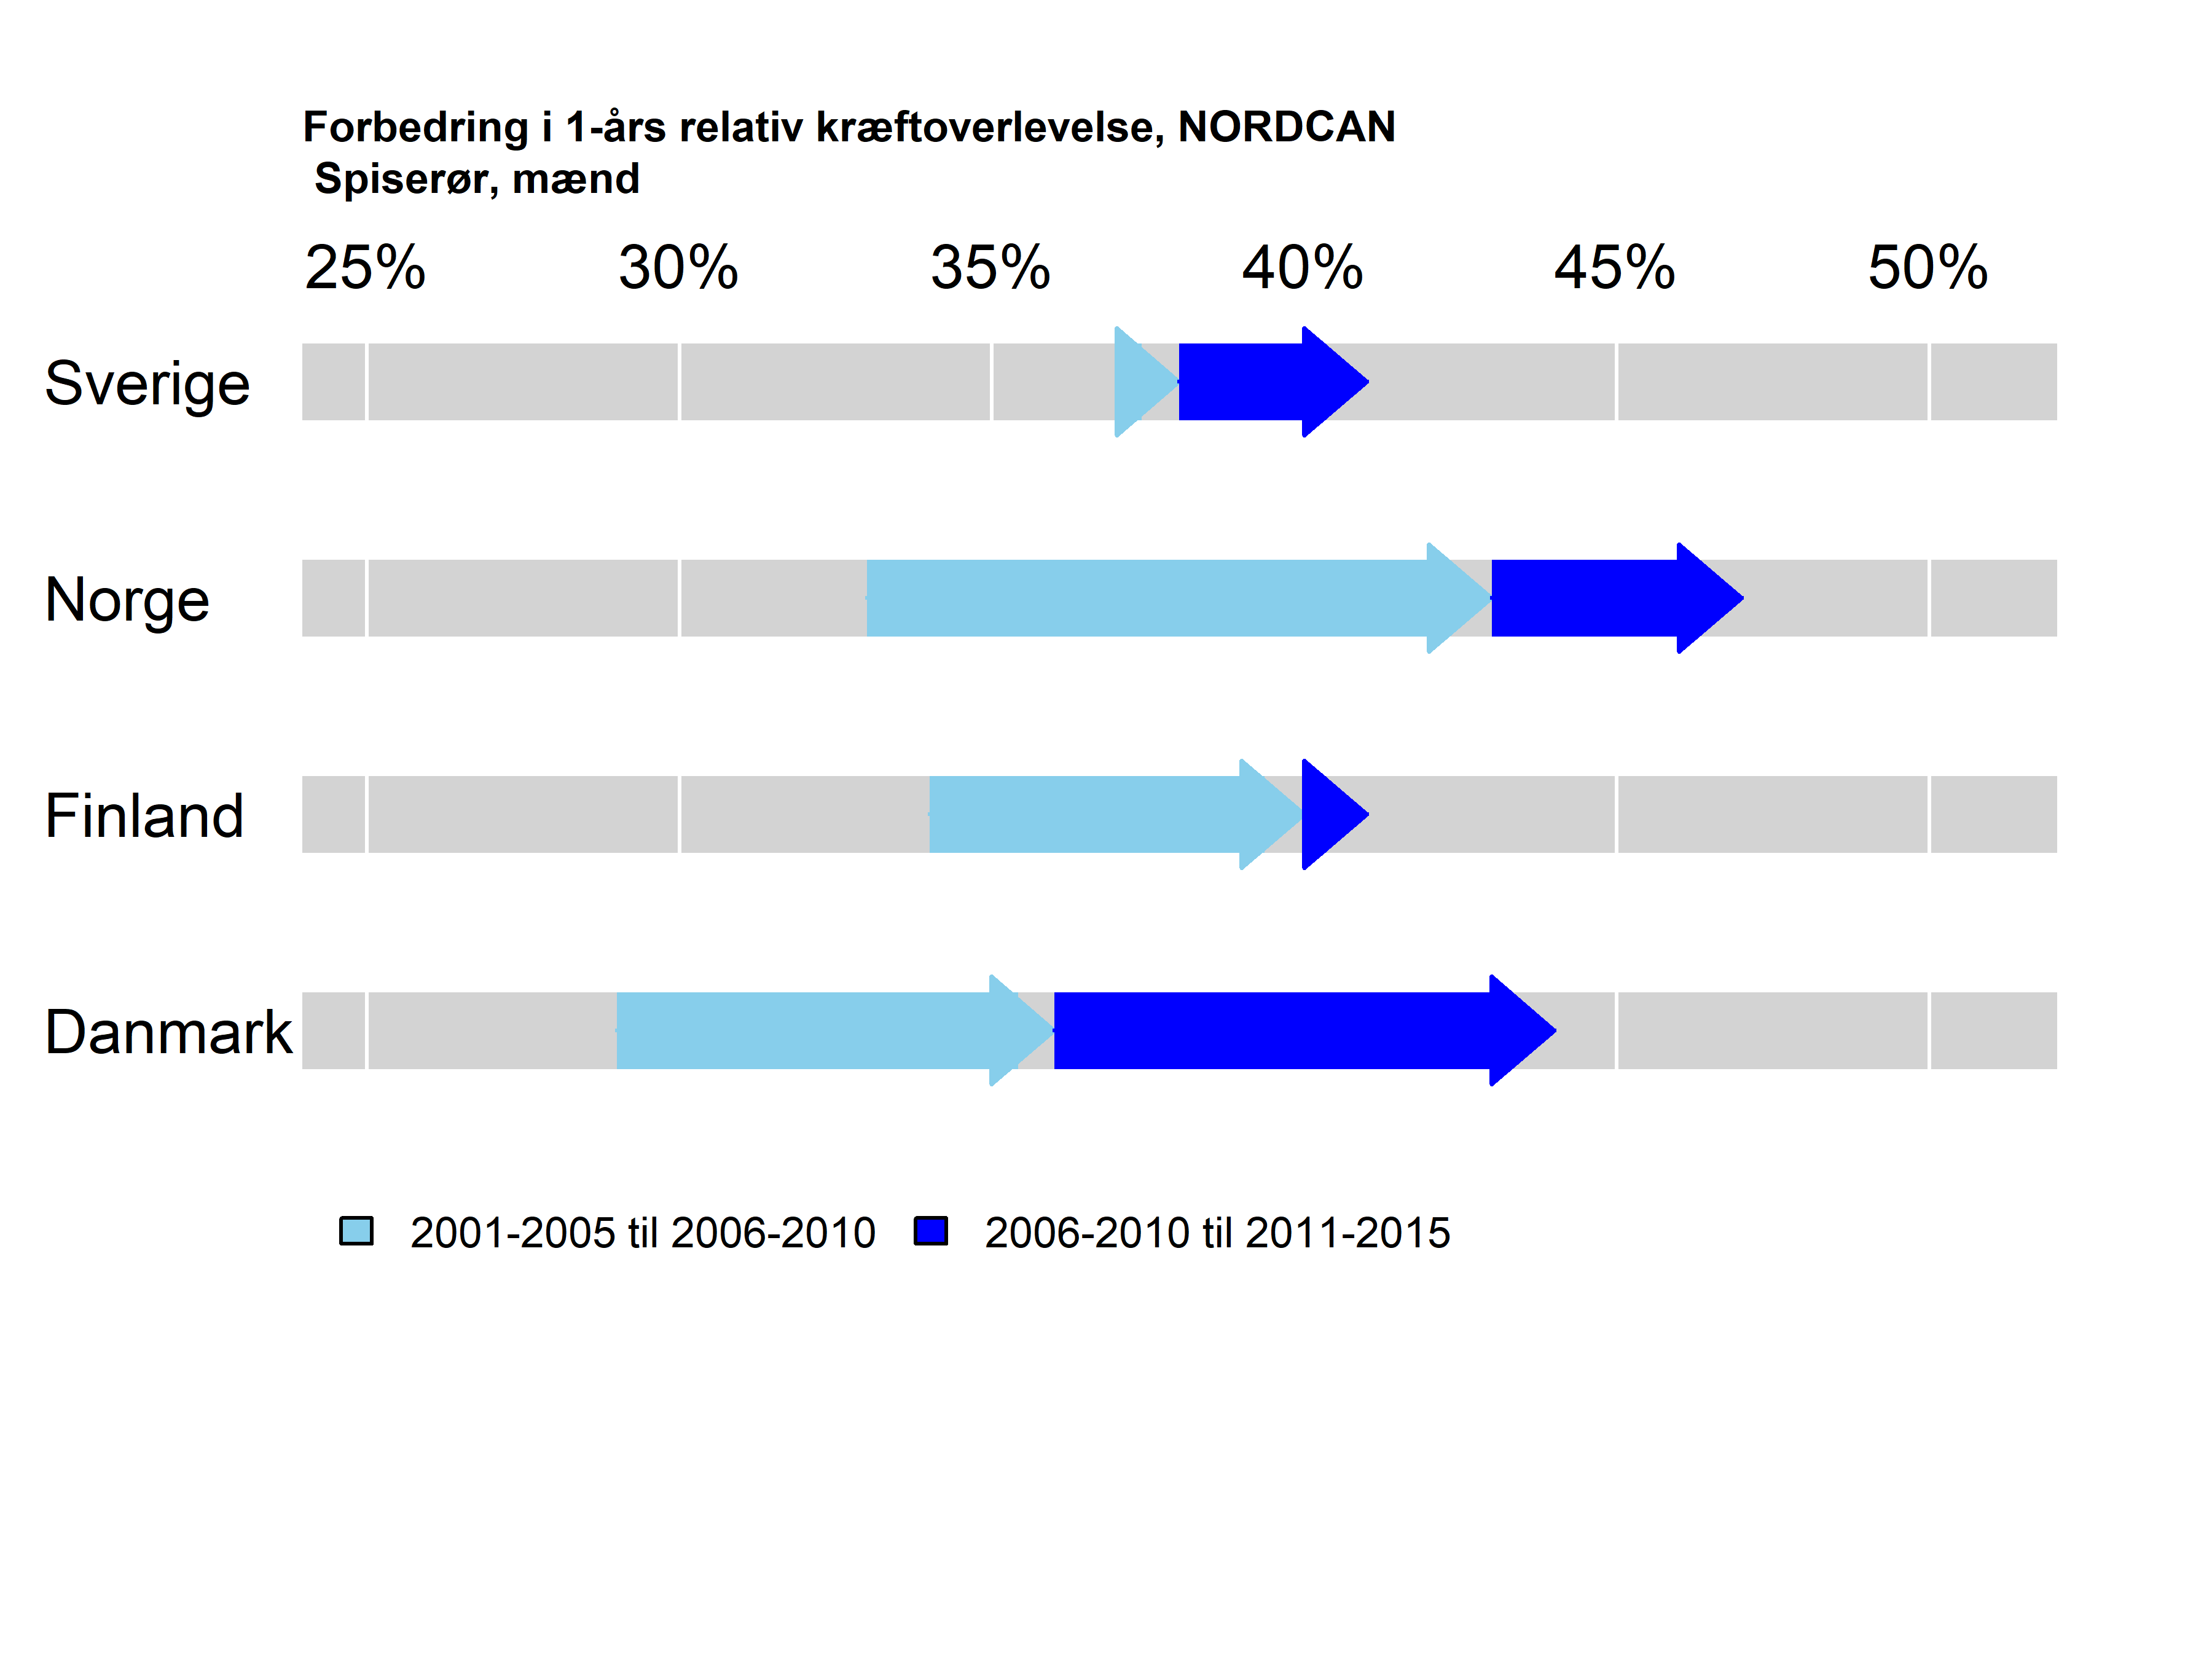 Forbedring i 1-års relativ kræftoverlevelse, NORDCAN
Spiserør, mænd
25% 30% 35% 40% 45% 50%
Sverige
Norge
Finland
Danmark
2001-2005 til 2006-2010 2006-2010 til 2011-2015